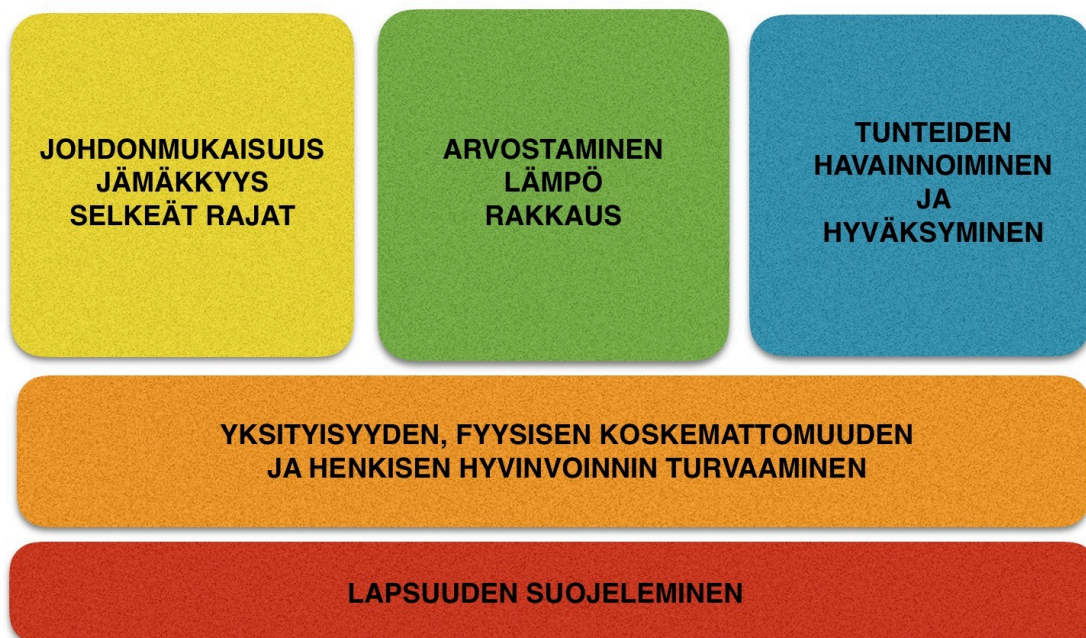 JOHDONMUKAISUUS
JÄMÄKKYYS
SELKEÄT RAJAT
ARVOSTAMINEN
LÄMPÖ
RAKKAUS
TUNTEIDEN
HAVAINNOIMINEN
JA
HYVÄKSYMINEN
YKSITYISYYDEN, FYYSISEN KOSKEMATTOMUUDEN
JA HENKISEN HYVINVOINNIN TURVAAMINEN
LAPSUUDEN SUOJELEMINEN